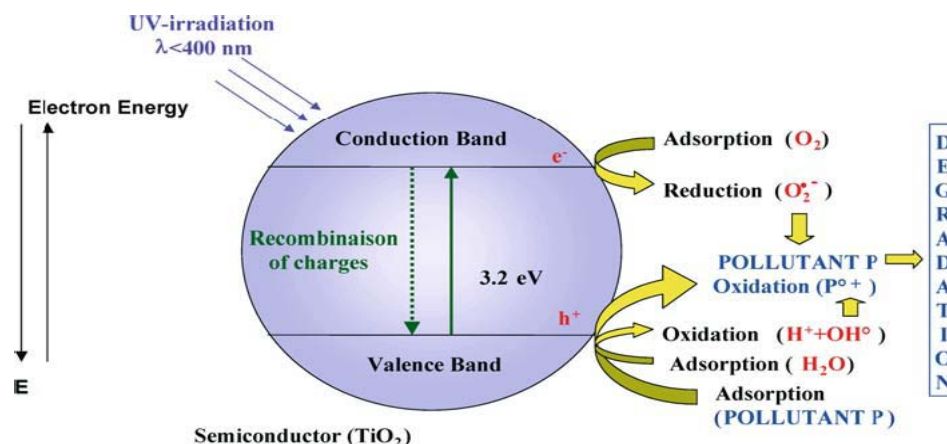 UV-irradiation
λ<400 nm
Electron Energy
Conduction Band
e⁻
Adsorption (O₂)
Reduction (O₂•⁻)
Recombinaison
of charges
3.2 eV
POLLUTANT P
Oxidation (P°⁺)
h⁺
Oxidation (H⁺+OH°)
Valence Band
Adsorption (H₂O)
Adsorption
(POLLUTANT P)
E
Semiconductor (TiO₂)
D
E
G
R
A
D
A
T
I
O
N